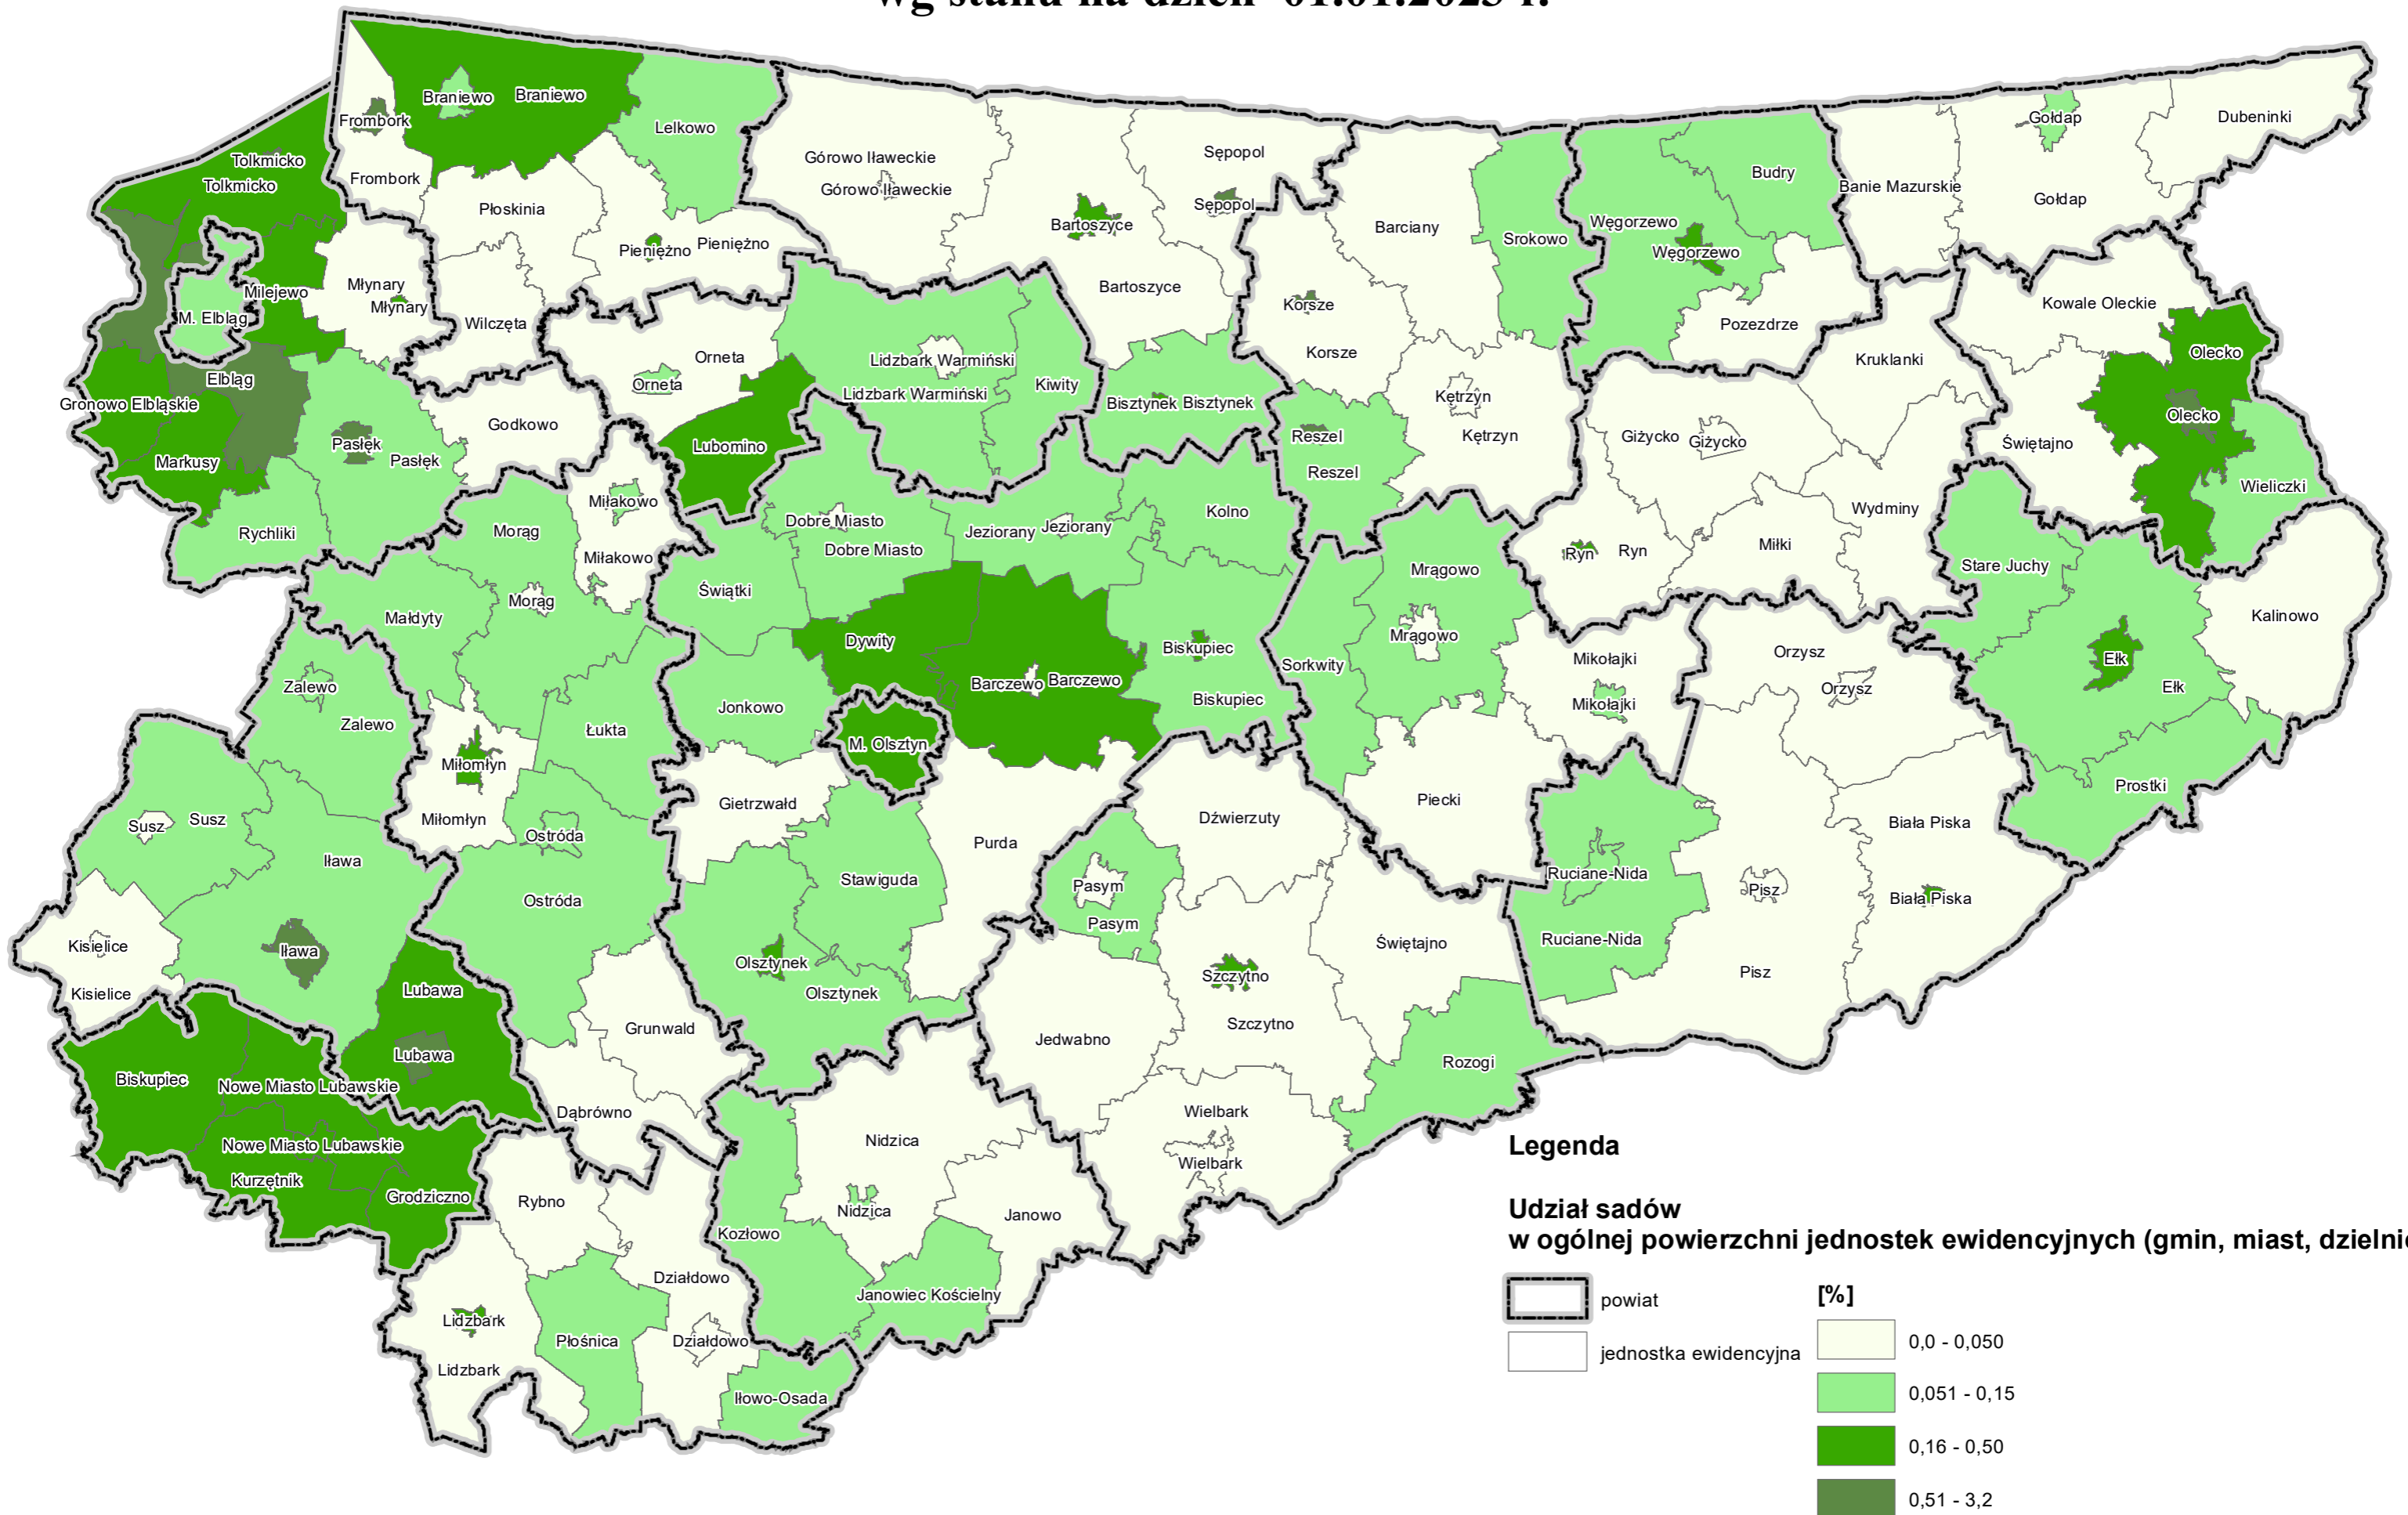 wg stanu na dzień 01.01.2023 r.
Braniewo
Braniewo
Frombork
Lelkowo
Gołdap
Dubeninki
Tolkmicko
Tolkmicko
Frombork
Górowo Iławeckie
Górowo Iławeckie
Sępopol
Sępopol
Budry
Banie Mazurskie
Gołdap
Płoskinia
Pieniężno
Pieniężno
Bartoszyce
Bartoszyce
Barciany
Srokowo
Węgorzewo
Węgorzewo
Młynary
Młynary
Milejewo
M. Elbląg
Wilczęta
Korsze
Korsze
Pozezdrze
Kowale Oleckie
Orneta
Orneta
Lidzbark Warmiński
Lidzbark Warmiński
Kiwity
Kruklanki
Olecko
Olecko
Elbląg
Gronowo Elbląskie
Bisztynek
Bisztynek
Kętrzyn
Kętrzyn
Godkowo
Pasłęk
Pasłęk
Markusy
Lubomino
Reszel
Reszel
Giżycko
Giżycko
Świętajno
Wieliczki
Miłakowo
Miłakowo
Morąg
Morąg
Rychliki
Dobre Miasto
Dobre Miasto
Jeziorany
Jeziorany
Kolno
Wydminy
Miłki
Ryn
Ryn
Stare Juchy
Mrągowo
Mrągowo
Świątki
Małdyty
Dywity
Biskupiec
Biskupiec
Kalinowo
Sorkwity
Mikołajki
Mikołajki
Orzysz
Orzysz
Ełk
Ełk
Zalewo
Zalewo
Barczewo
Barczewo
Jonkowo
Łukta
M. Olsztyn
Miłomłyn
Miłomłyn
Gietrzwałd
Prostki
Susz
Susz
Iława
Iława
Ostróda
Ostróda
Purda
Dźwierzuty
Piecki
Biała Piska
Biała Piska
Stawiguda
Pasym
Pasym
Ruciane-Nida
Ruciane-Nida
Pisz
Pisz
Kisielice
Kisielice
Olsztynek
Olsztynek
Szczytno
Szczytno
Świętajno
Lubawa
Lubawa
Grunwald
Jedwabno
Rozogi
Biskupiec
Nowe Miasto Lubawskie
Nowe Miasto Lubawskie
Dąbrówno
Wielbark
Wielbark
Nidzica
Nidzica
Kurzętnik
Grodziczno
Rybno
Kozłowo
Janowo
Działdowo
Działdowo
Janowiec Kościelny
Lidzbark
Lidzbark
Płośnica
Iłowo-Osada
Legenda
Udział sadów
w ogólnej powierzchni jednostek ewidencyjnych (gmin, miast, dzielni
powiat
jednostka ewidencyjna
[%]
0,0 - 0,050
0,051 - 0,15
0,16 - 0,50
0,51 - 3,2